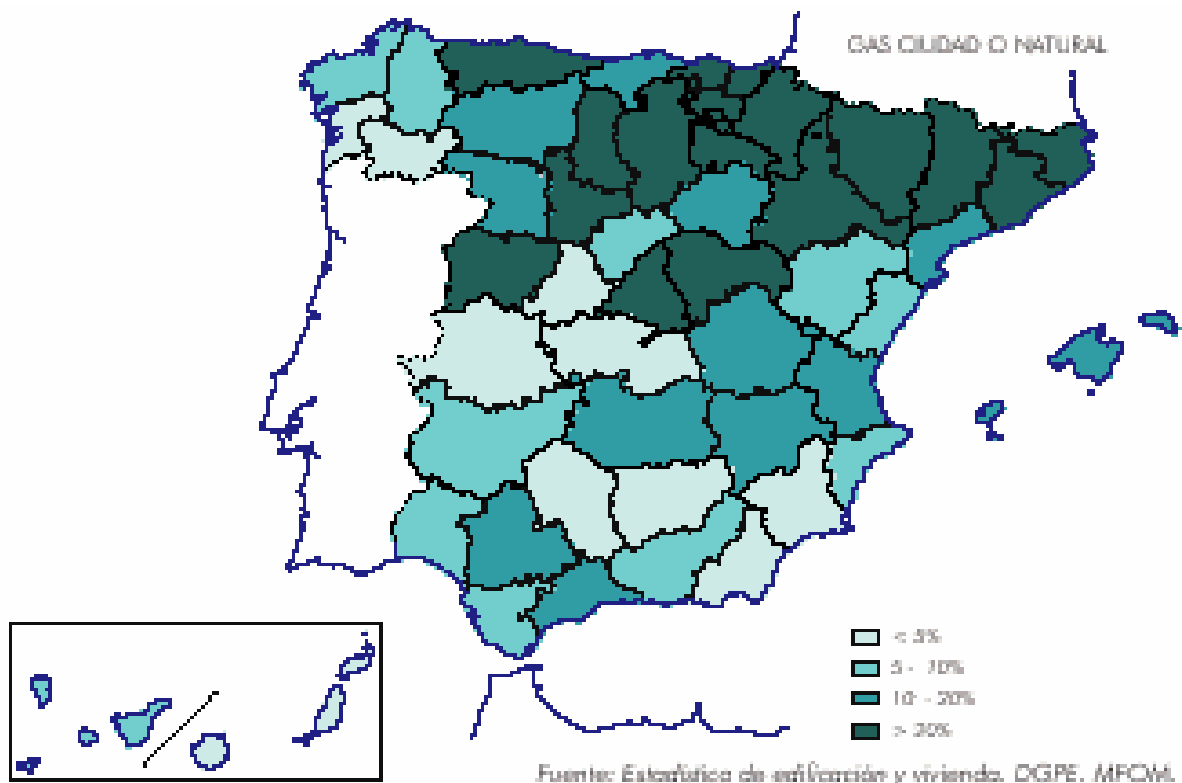 GAS CIUDAD O NATURAL
< 5%
5 - 10%
10 - 20%
> 20%
Fuente: Estadística de edificación y vivienda. DGPE. MFOM.